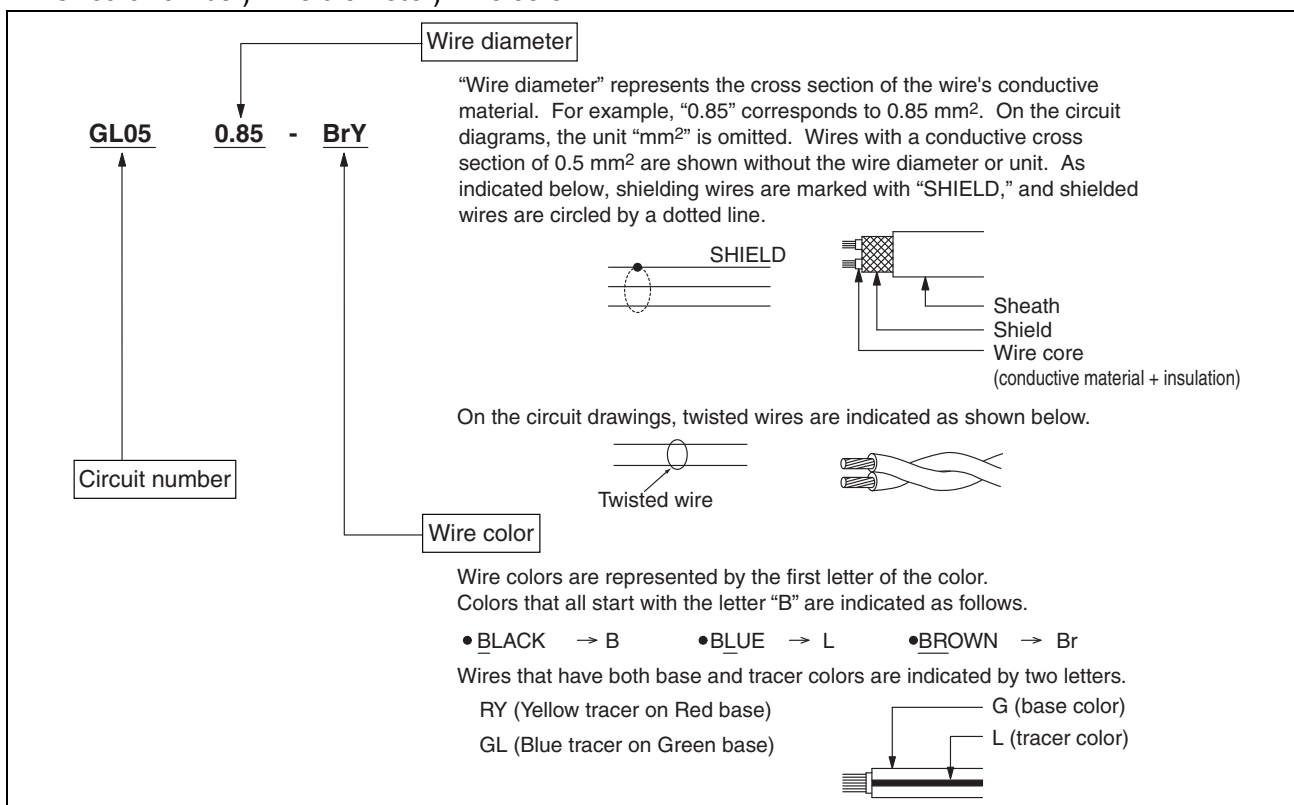 Wire diameter
“Wire diameter” represents the cross section of the wire's conductive
material.  For example, “0.85” corresponds to 0.85 mm².  On the circuit
diagrams, the unit “mm²” is omitted.  Wires with a conductive cross
section of 0.5 mm² are shown without the wire diameter or unit.  As
indicated below, shielding wires are marked with “SHIELD,” and shielded
wires are circled by a dotted line.
GL05 0.85 - BrY
SHIELD
Sheath
Shield
Wire core
(conductive material + insulation)
On the circuit drawings, twisted wires are indicated as shown below.
Twisted wire
Circuit number
Wire color
Wire colors are represented by the first letter of the color.
Colors that all start with the letter “B” are indicated as follows.
●BLACK → B ●BLUE → L ●BROWN → Br
Wires that have both base and tracer colors are indicated by two letters.
RY (Yellow tracer on Red base)
GL (Blue tracer on Green base)
G (base color)
L (tracer color)